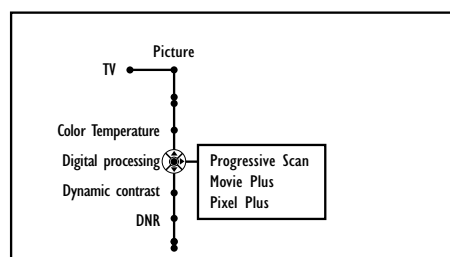 Picture
TV
Color Temperature
Digital processing
Progressive Scan
Movie Plus
Pixel Plus
Dynamic contrast
DNR